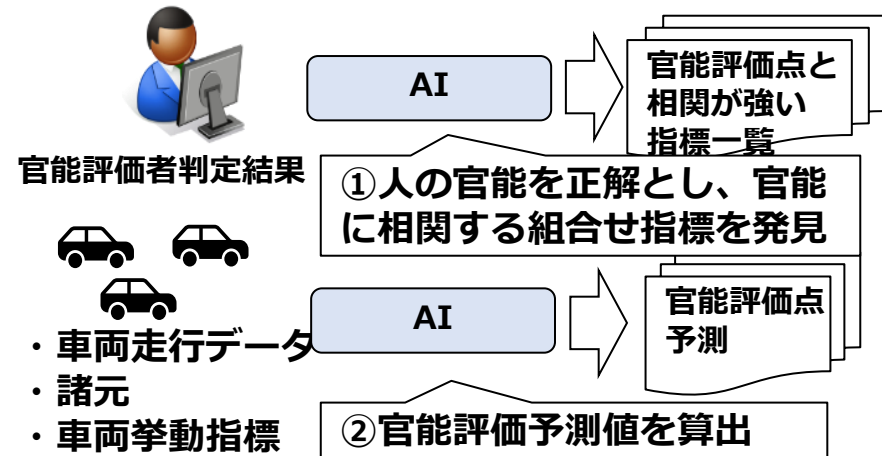 官能評価者判定結果
・車両走行データ
・諸元
・車両挙動指標
AI
官能評価点と
相関が強い
指標一覧
①人の官能を正解とし、官能
に相関する組合せ指標を発見
AI
官能評価点
予測
②官能評価予測値を算出